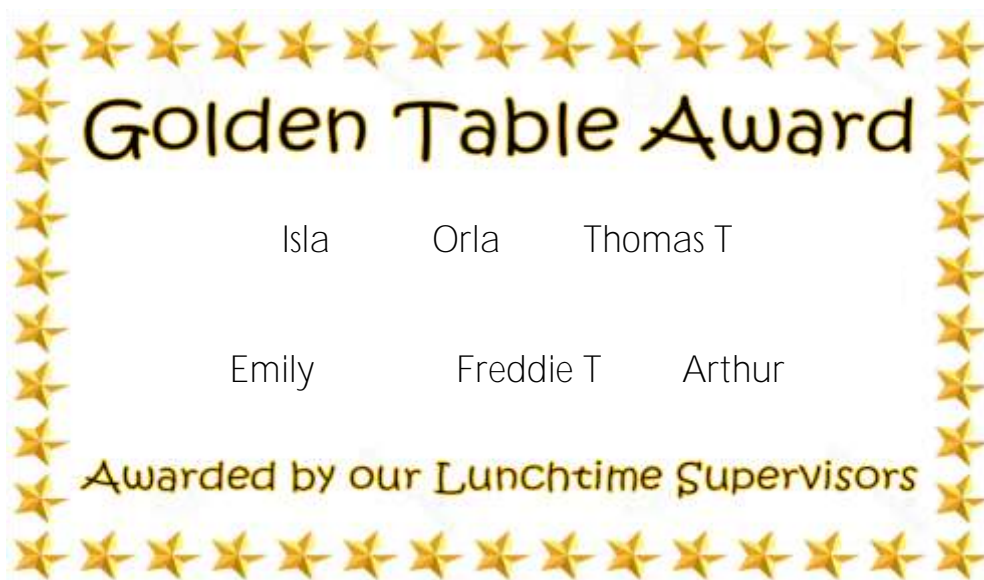 Golden Table Award
Isla Orla Thomas T
Emily Freddie T Arthur
Awarded by our Lunchtime Supervisors